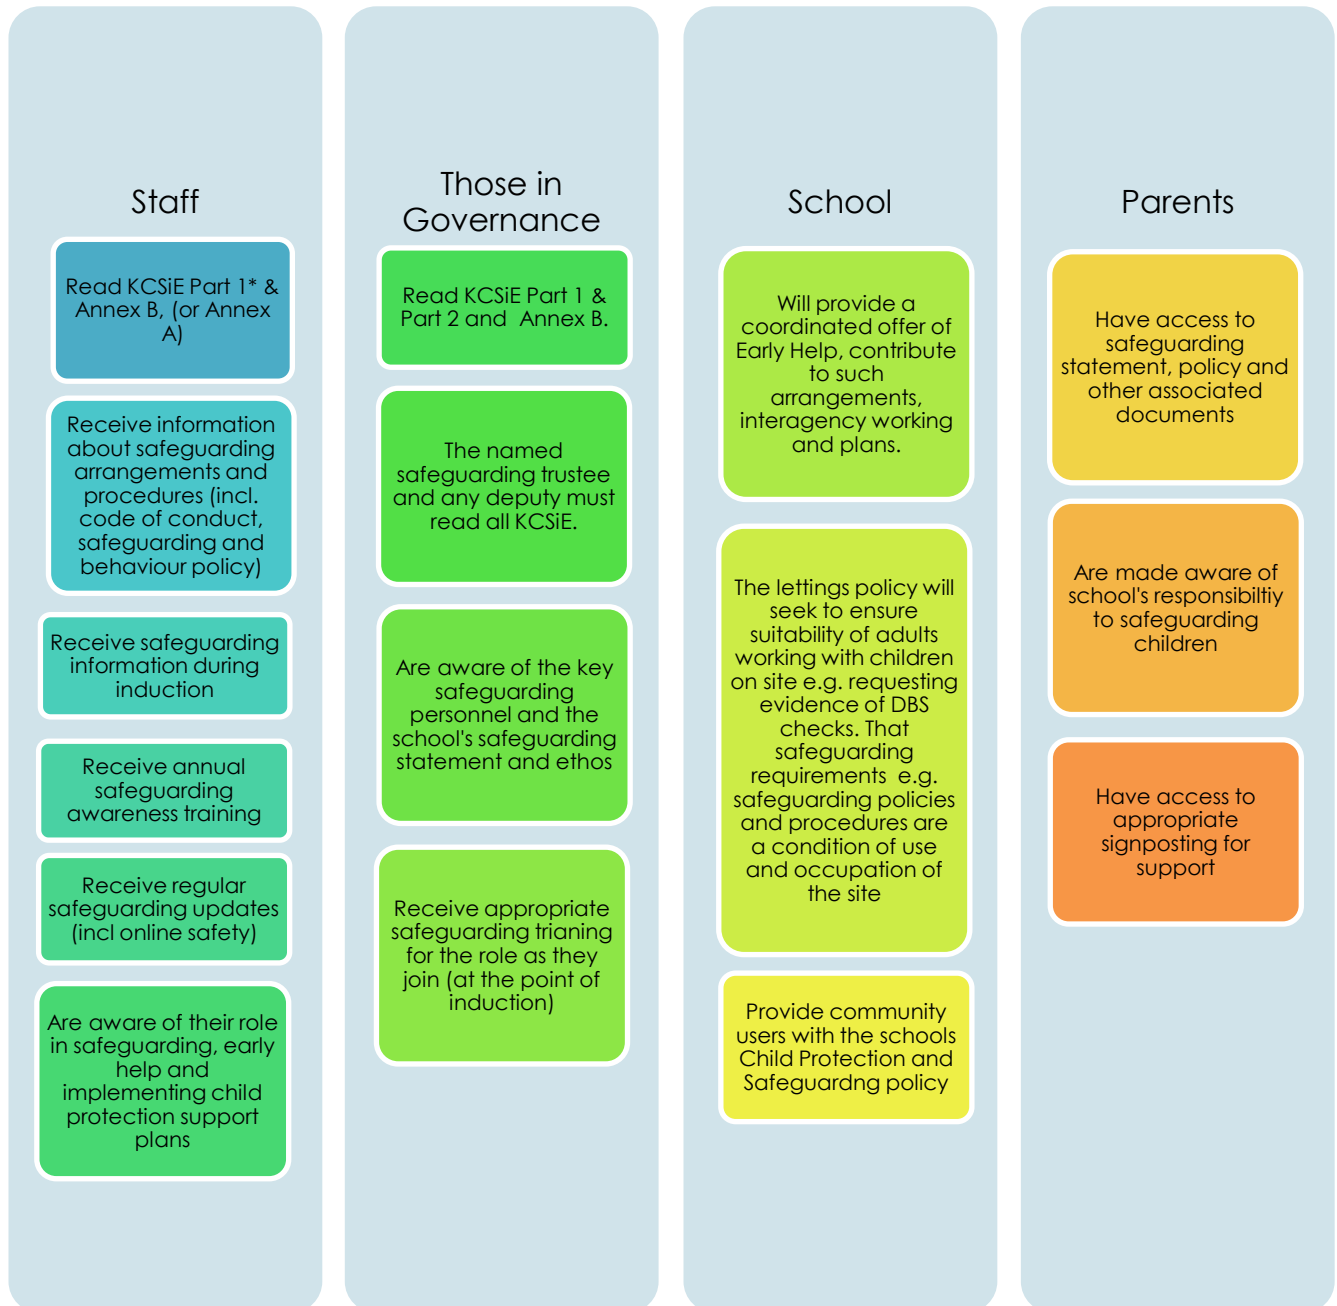 Staff
Read KCSiE Part 1* &
Annex B, (or Annex
A)
Receive information
about safeguarding
arrangements and
procedures (incl.
code of conduct,
safeguarding and
behaviour policy)
Receive safeguarding
information during
induction
Receive annual
safeguarding
awareness training
Receive regular
safeguarding updates
(incl online safety)
Are aware of their role
in safeguarding, early
help and
implementing child
protection support
plans
Those in
Governance
Read KCSiE Part 1 &
Part 2 and Annex B.
The named
safeguarding trustee
and any deputy must
read all KCSiE.
Are aware of the key
safeguarding
personnel and the
school's safeguarding
statement and ethos
Receive appropriate
safeguarding trianing
for the role as they
join (at the point of
induction)
School
Will provide a
coordinated offer of
Early Help, contribute
to such
arrangements,
interagency working
and plans.
The lettings policy will
seek to ensure
suitability of adults
working with children
on site e.g. requesting
evidence of DBS
checks. That
safeguarding
requirements e.g.
safeguarding policies
and procedures are
a condition of use
and occupation of
the site
Provide community
users with the schools
Child Protection and
Safeguardng policy
Parents
Have access to
safeguarding
statement, policy and
other associated
documents
Are made aware of
school's responsibiltiy
to safeguarding
children
Have access to
appropriate
signposting for
support